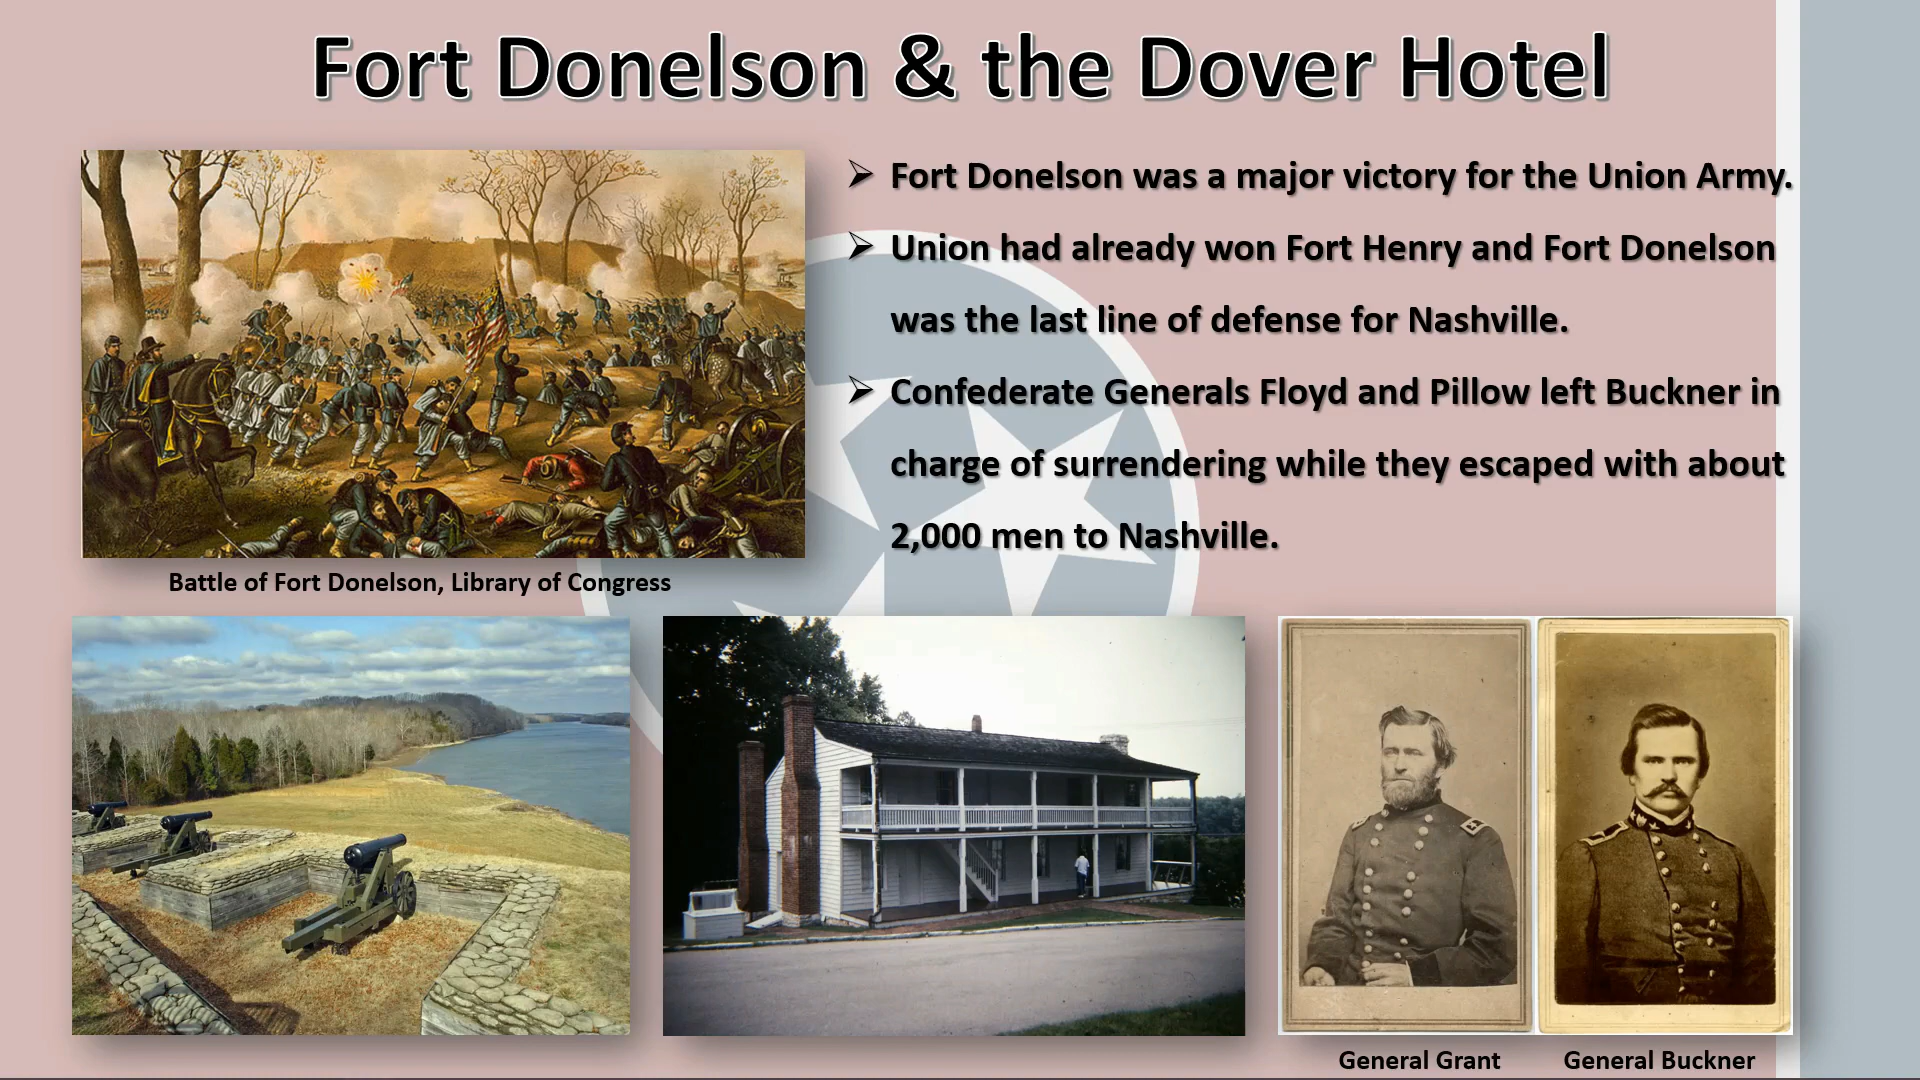 Fort Donelson & the Dover Hotel
Fort Donelson was a major victory for the Union Army.
Union had already won Fort Henry and Fort Donelson
was the last line of defense for Nashville.
Confederate Generals Floyd and Pillow left Buckner in
charge of surrendering while they escaped with about
2,000 men to Nashville.
Battle of Fort Donelson, Library of Congress
General Grant
General Buckner